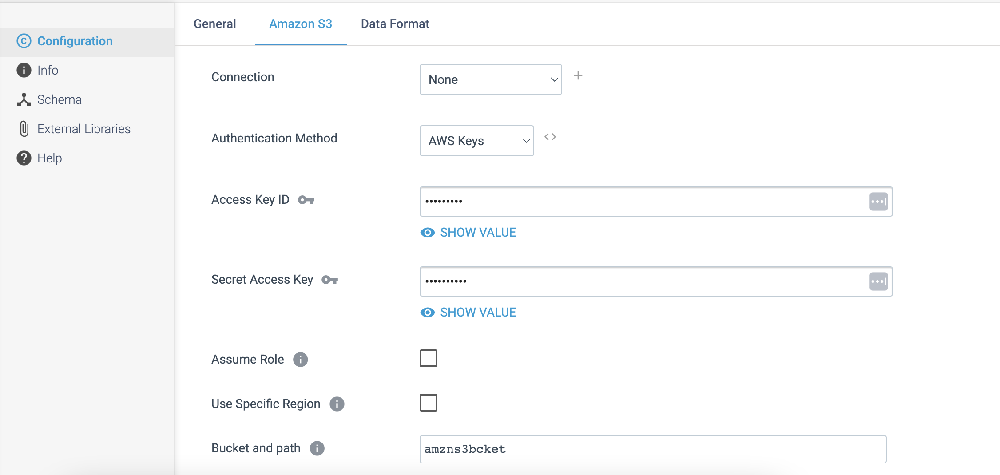 General
Amazon S3
Data Format
Configuration
Info
Schema
External Libraries
Help
Connection
None
Authentication Method
AWS Keys
Access Key ID
•••••••••
SHOW VALUE
Secret Access Key
••••••••••
SHOW VALUE
Assume Role
Use Specific Region
Bucket and path
amzns3bcket